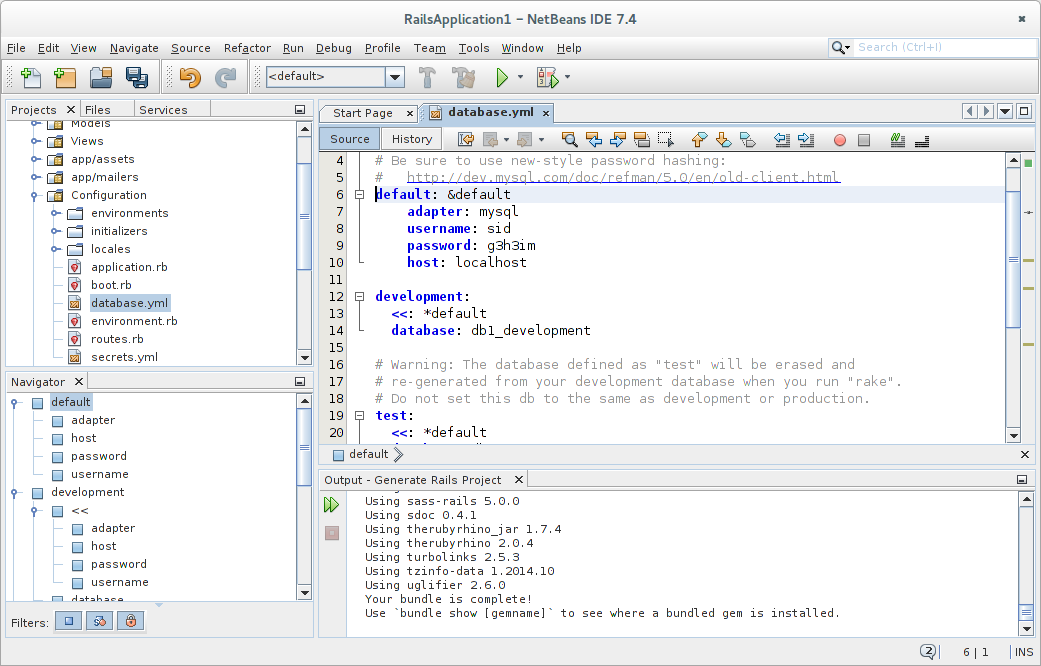 RailsApplication1 – NetBeans IDE 7.4
File Edit View Navigate Source Refactor Run Debug Profile Team Tools Window Help
Search (Ctrl+I)
<default>
Projects Files Services
Models
Views
app/assets
app/mailers
Configuration
environments
initializers
locales
application.rb
boot.rb
database.yml
environment.rb
routes.rb
secrets.yml
Navigator
default
adapter
host
password
username
development
<<
adapter
host
password
username
database
Filters:
Start Page database.yml
Source History
4 # Be sure to use new-style password hashing:
5 #   http://dev.mysql.com/doc/refman/5.0/en/old-client.html
6 default: &default
7 adapter: mysql
8 username: sid
9 password: g3h3im
10 host: localhost
11
12 development:
13 <<: *default
14 database: db1_development
15
16 # Warning: The database defined as "test" will be erased and
17 # re-generated from your development database when you run "rake".
18 # Do not set this db to the same as development or production.
19 test:
20 <<: *default
default
Output - Generate Rails Project
Using sass-rails 5.0.0
Using sdoc 0.4.1
Using therubyrhino_jar 1.7.4
Using therubyrhino 2.0.4
Using turbolinks 2.5.3
Using tzinfo-data 1.2014.10
Using uglifier 2.6.0
Your bundle is complete!
Use `bundle show [gemname]` to see where a bundled gem is installed.
2 6 | 1 INS